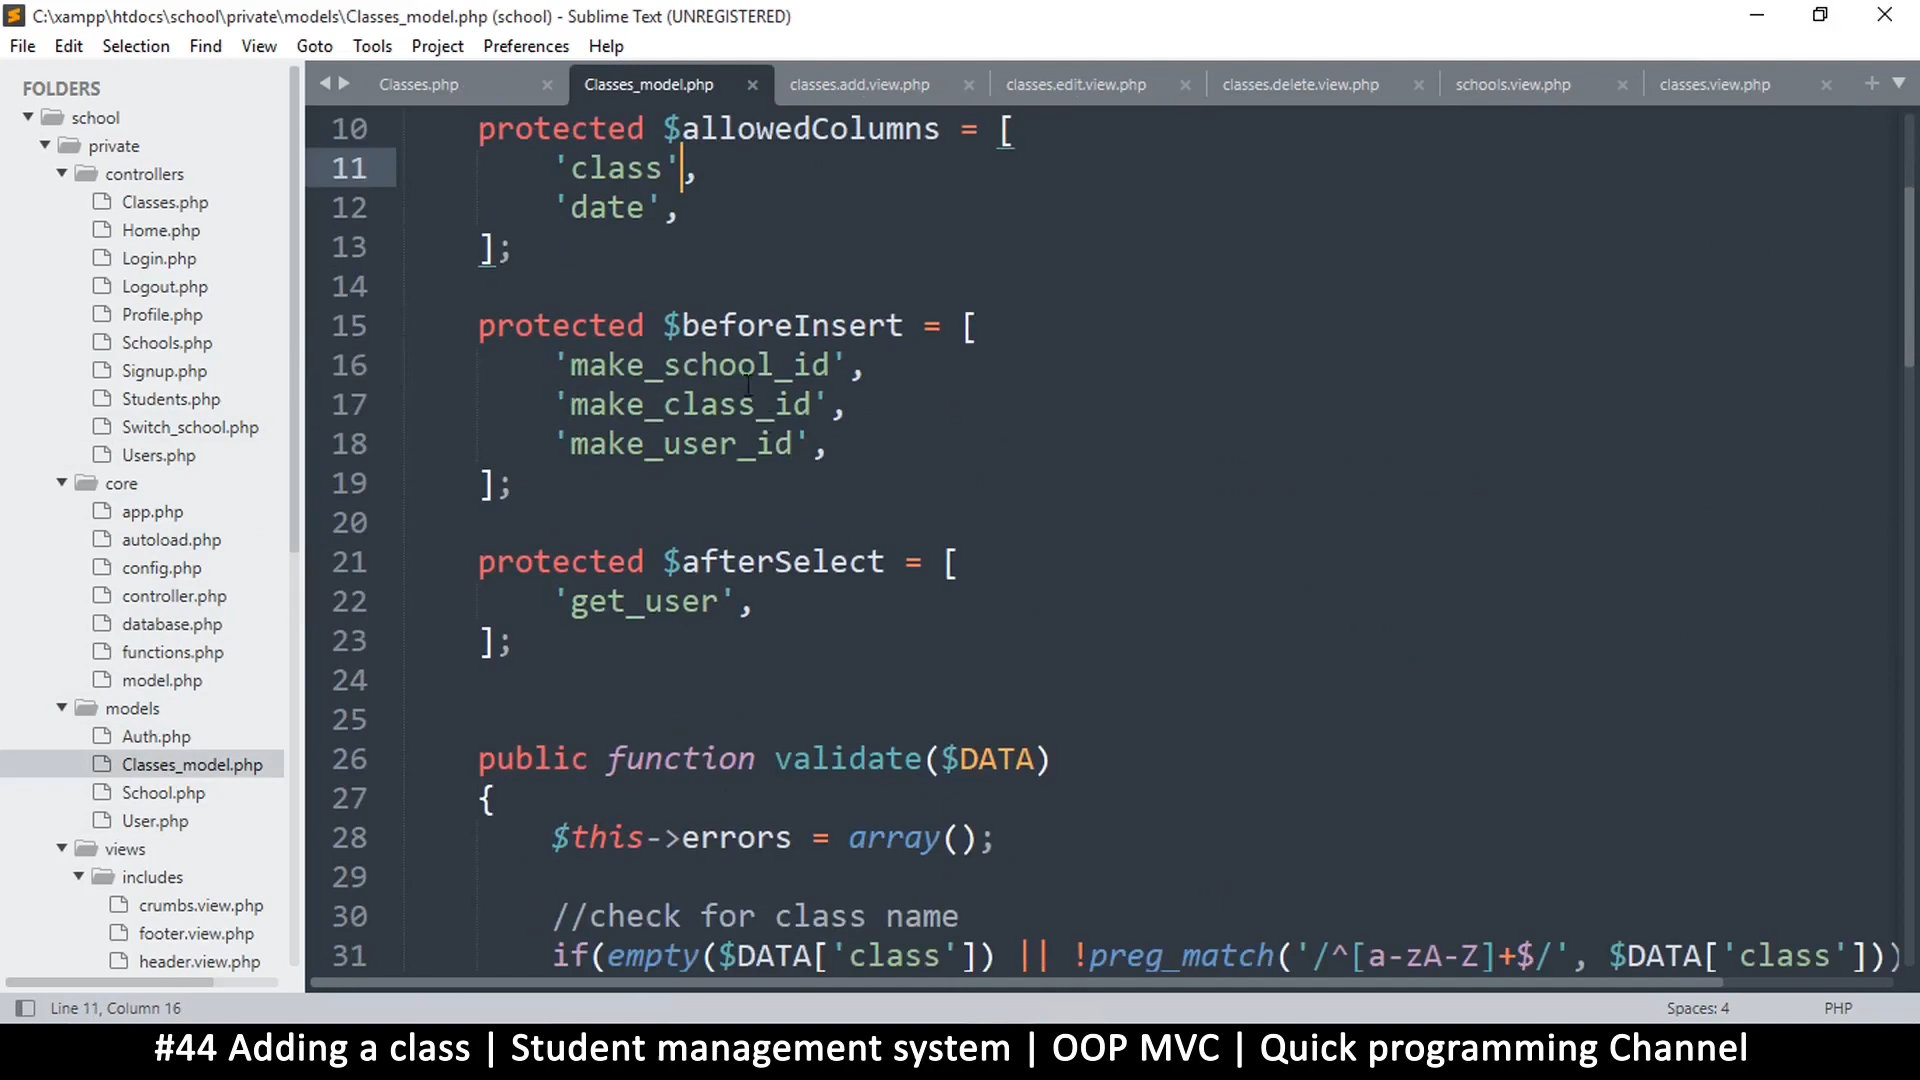 C:\xampp\htdocs\school\private\models\Classes_model.php (school) - Sublime Text (UNREGISTERED)
File Edit Selection Find View Goto Tools Project Preferences Help
FOLDERS
school
private
controllers
Classes.php
Home.php
Login.php
Logout.php
Profile.php
Schools.php
Signup.php
Students.php
Switch_school.php
Users.php
core
app.php
autoload.php
config.php
controller.php
database.php
functions.php
model.php
models
Auth.php
Classes_model.php
School.php
User.php
views
includes
crumbs.view.php
footer.view.php
header.view.php
Classes.php Classes_model.php classes.add.view.php classes.edit.view.php classes.delete.view.php schools.view.php classes.view.php
10 protected $allowedColumns = [
11 'class',
12 'date',
13 ];
14
15 protected $beforeInsert = [
16 'make_school_id',
17 'make_class_id',
18 'make_user_id',
19 ];
20
21 protected $afterSelect = [
22 'get_user',
23 ];
24
25
26 public function validate($DATA)
27 {
28 $this->errors = array();
29
30 //check for class name
31 if(empty($DATA['class']) || !preg_match('/^[a-zA-Z]+$/', $DATA['class']))
Line 11, Column 16 Spaces: 4 PHP
#44 Adding a class | Student management system | OOP MVC | Quick programming Channel